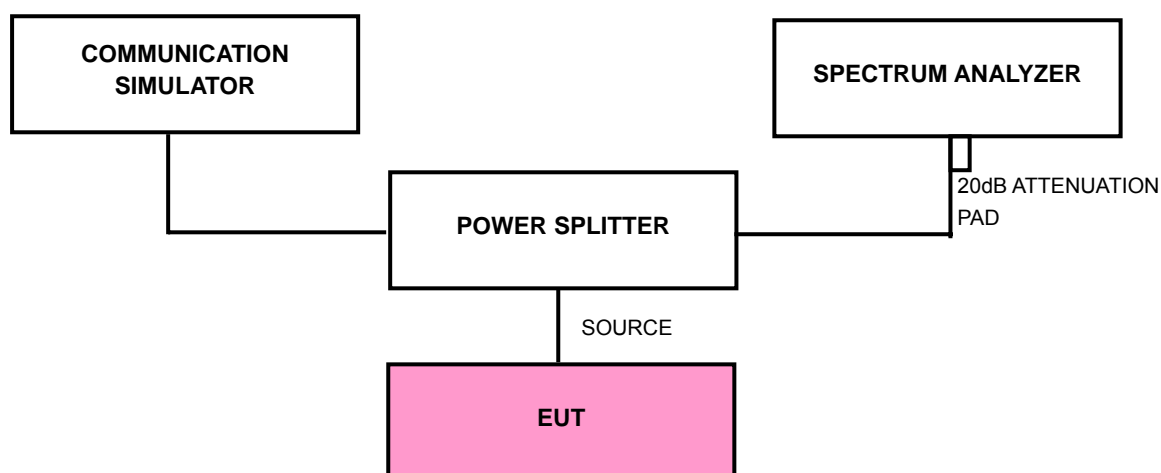 COMMUNICATION
SIMULATOR
SPECTRUM ANALYZER
20dB ATTENUATION
PAD
POWER SPLITTER
SOURCE
EUT